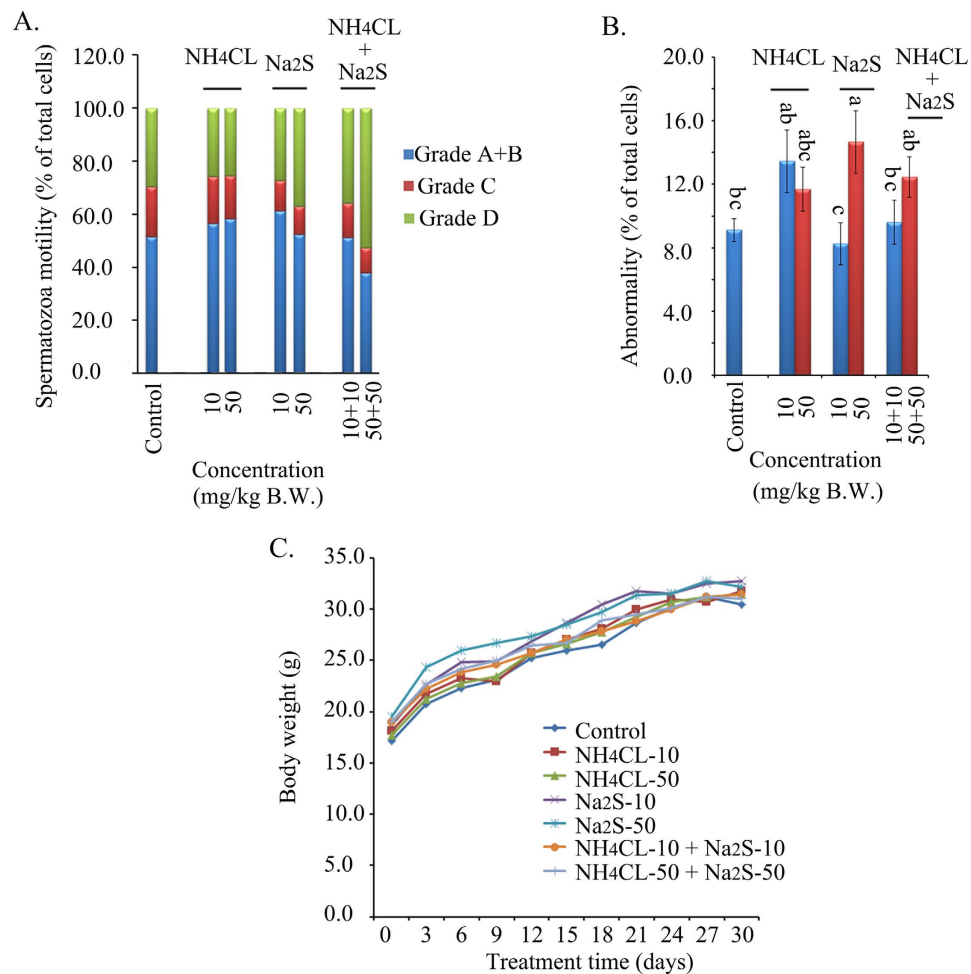 A.
NH4CL
+
Na2S
NH4CL
Na2S
120.0
100.0
80.0
60.0
40.0
20.0
0.0
Spermatozoa motility (% of total cells)
Grade A+B
Grade C
Grade D
Control
10
50
10
50
10+10
50+50
Concentration
(mg/kg B.W.)
B.
NH4CL
Na2S
NH4CL
+
Na2S
20.0
16.0
12.0
8.0
4.0
0.0
Abnormality (% of total cells)
bc
ab
abc
c
a
bc
ab
Control
10
50
10
50
10+10
50+50
Concentration
(mg/kg B.W.)
C.
35.0
30.0
25.0
20.0
15.0
10.0
5.0
0.0
Body weight (g)
Control
NH4CL-10
NH4CL-50
Na2S-10
Na2S-50
NH4CL-10 + Na2S-10
NH4CL-50 + Na2S-50
0 3 6 9 12 15 18 21 24 27 30
Treatment time (days)